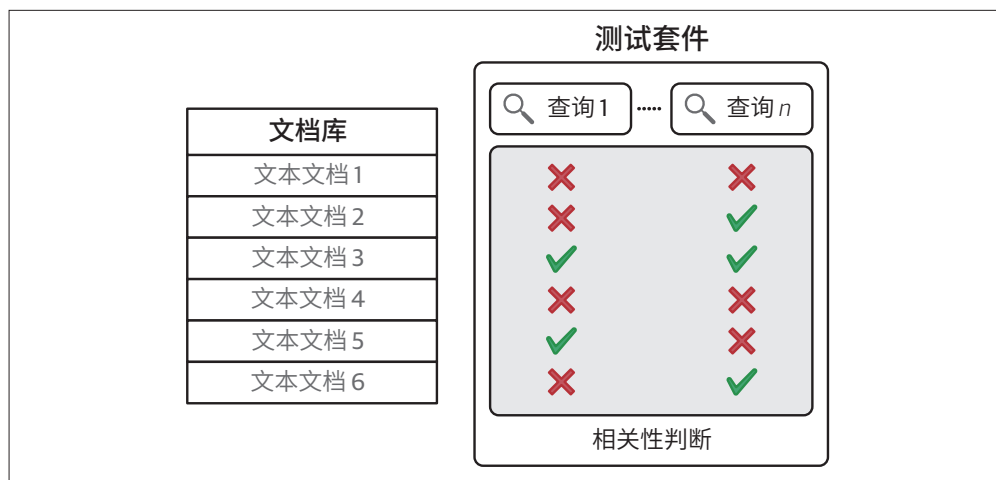 测试套件
查询 1 ····· 查询 n
文档库
文本文档 1
文本文档 2
文本文档 3
文本文档 4
文本文档 5
文本文档 6
相关性判断